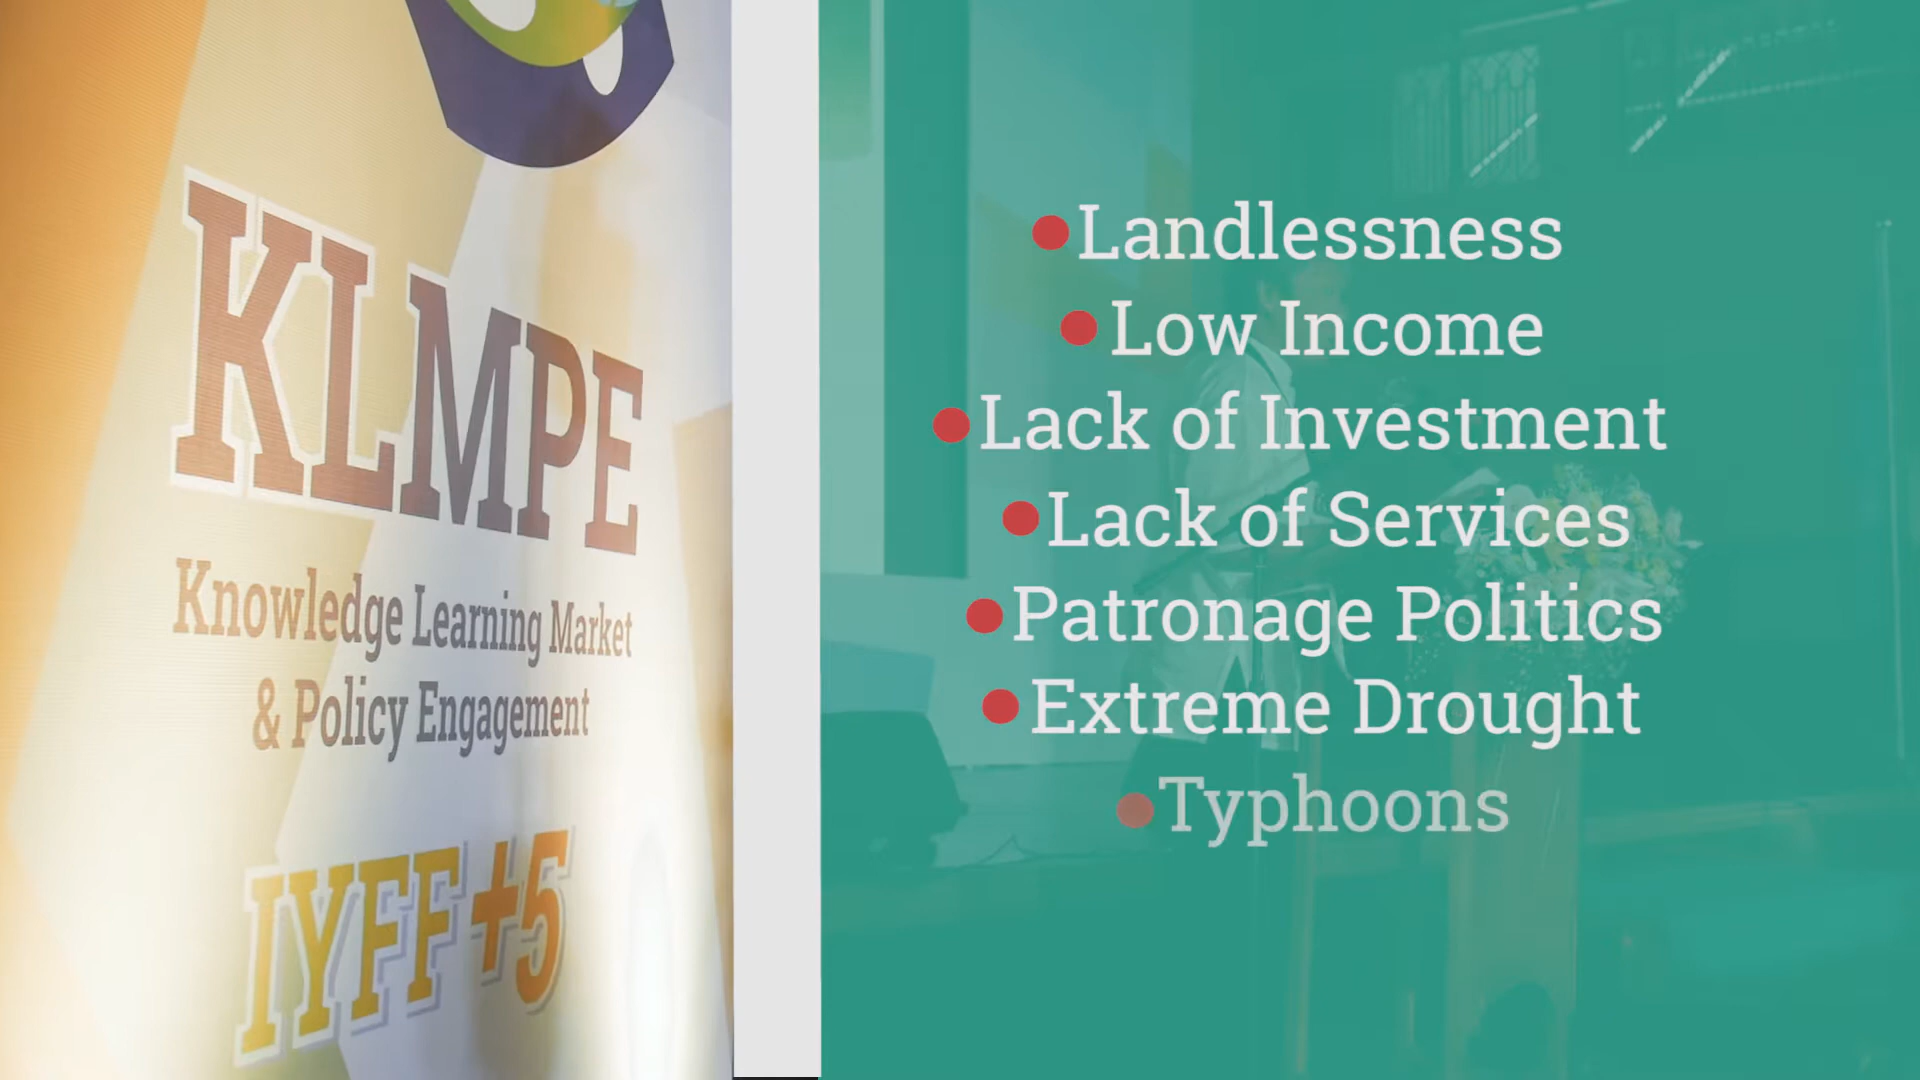 KLMPE
Knowledge Learning Market
& Policy Engagement
IYFF+5
Landlessness
Low Income
Lack of Investment
Lack of Services
Patronage Politics
Extreme Drought
Typhoons